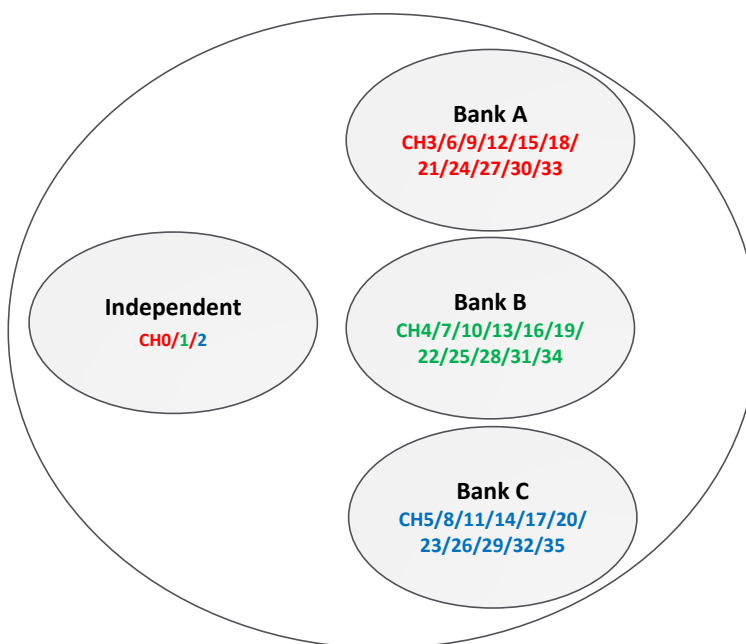 Bank A
CH3/6/9/12/15/18/
21/24/27/30/33
Independent
CH0/1/2
Bank B
CH4/7/10/13/16/19/
22/25/28/31/34
Bank C
CH5/8/11/14/17/20/
23/26/29/32/35